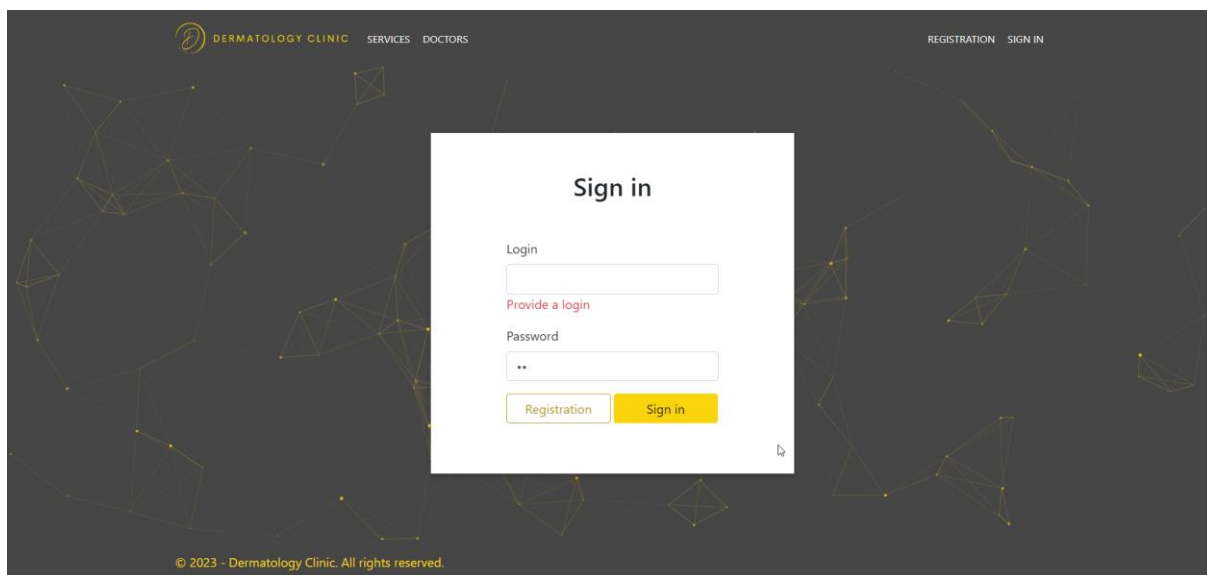 DERMATOLOGY CLINIC SERVICES DOCTORS REGISTRATION SIGN IN
Sign in
Login
Provide a login
Password
••
Registration Sign in
© 2023 - Dermatology Clinic. All rights reserved.